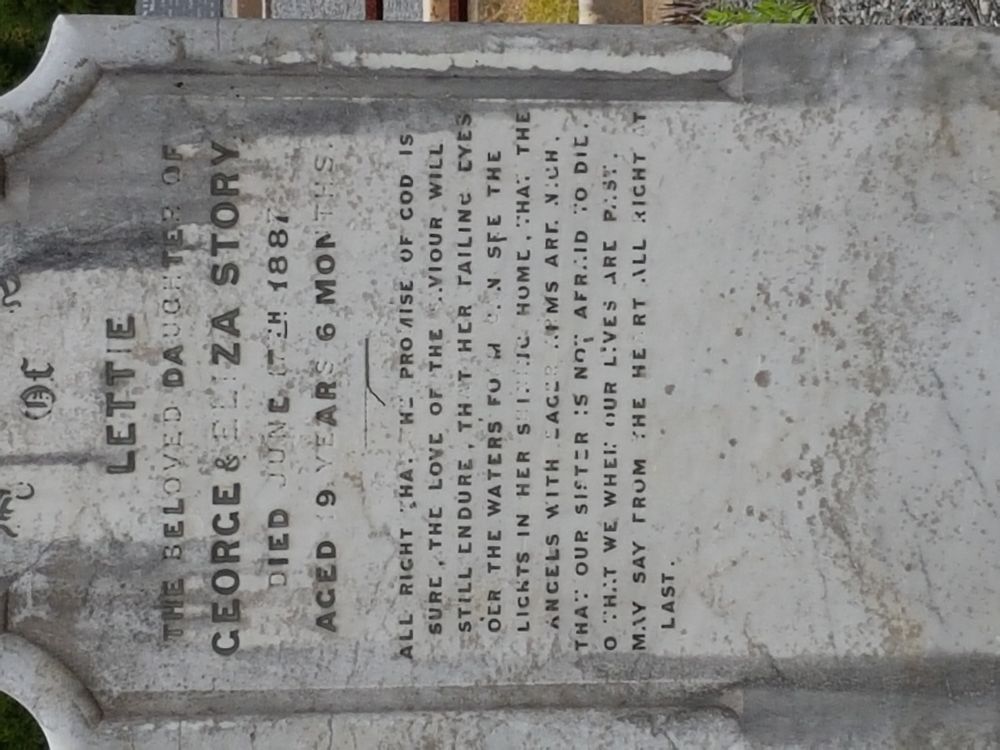 OF
LETTIE
THE BELOVED DAUGHTER OF
GEORGE & ELIZA STORY.
DIED JUNE 1887
AGED 19 YEARS 6 MONTHS.
ALL RIGHT THAT THE PROMISE OF GOD IS
SURE, THE LOVE OF THE SAVIOUR WILL
STILL ENDURE, THAT HER FAILING EYES
OER THE WATERS FOAM CAN SEE THE
LIGHTS IN HER SHINING HOME, THAT THE
ANGELS WITH EAGER ARMS ARE NIGH,
THAT OUR SISTER IS NOT AFRAID TO DIE,
O THAT WE WHEN OUR LIVES ARE PAST,
MAY SAY FROM THE HEART ALL RIGHT AT
LAST.